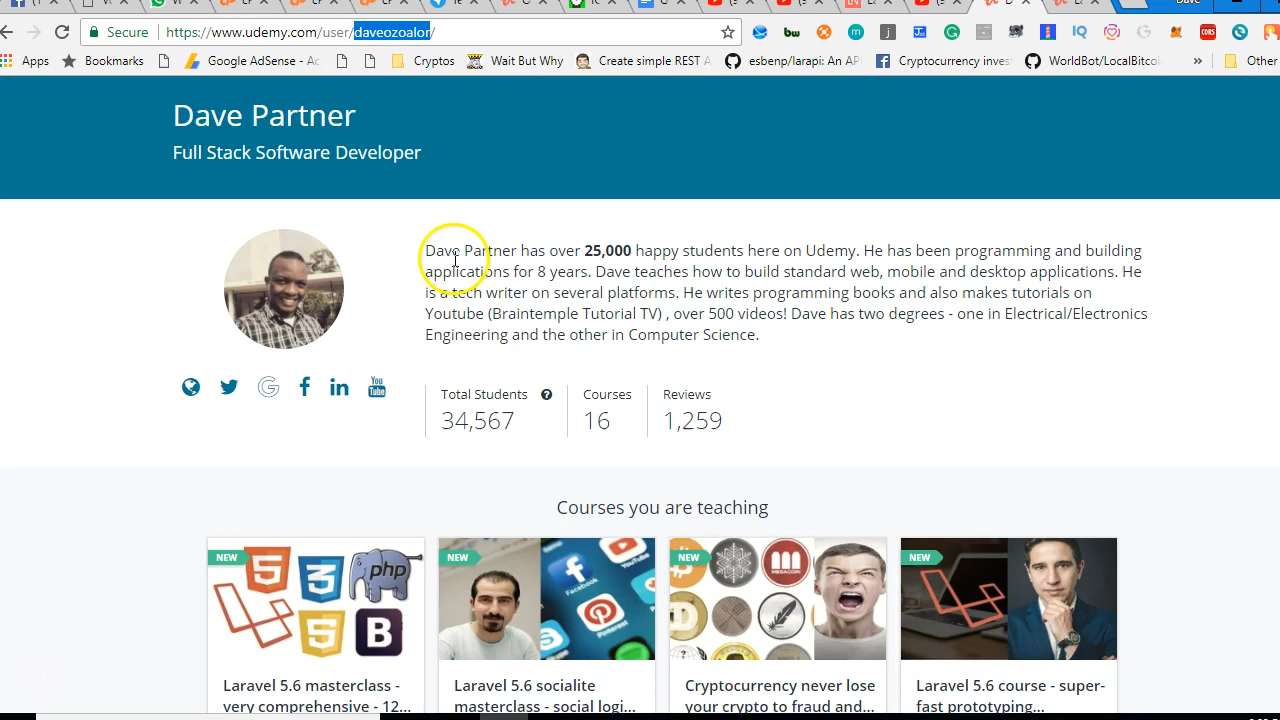 Dave
Secure https://www.udemy.com/user/daveozoalor/
Apps Bookmarks Google AdSense - Ac Cryptos Wait But Why Create simple REST A esbenp/larapi: An AP Cryptocurrency inves WorldBot/LocalBitcoi » Other
Dave Partner
Full Stack Software Developer
Dave Partner has over 25,000 happy students here on Udemy. He has been programming and building
applications for 8 years. Dave teaches how to build standard web, mobile and desktop applications. He
is a tech writer on several platforms. He writes programming books and also makes tutorials on
Youtube (Braintemple Tutorial TV) , over 500 videos! Dave has two degrees - one in Electrical/Electronics
Engineering and the other in Computer Science.
Total Students Courses Reviews
34,567 16 1,259
Courses you are teaching
NEW NEW NEW NEW
Laravel 5.6 masterclass - Laravel 5.6 socialite Cryptocurrency never lose Laravel 5.6 course - super-
very comprehensive - 12... media - social logi... your crypto to fraud and... fast prototyping...